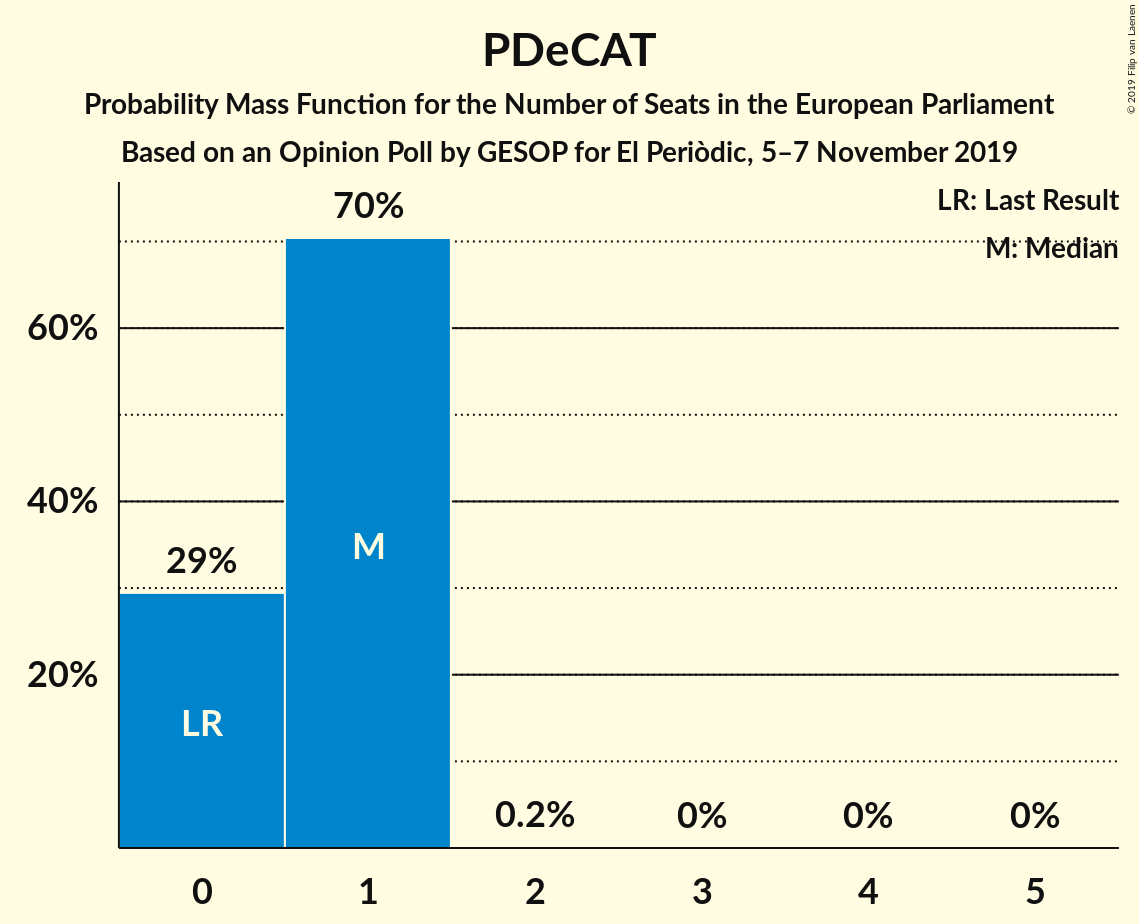 PDeCAT
Probability Mass Function for the Number of Seats in the European Parliament
Based on an Opinion Poll by GESOP for El Periòdic, 5–7 November 2019
© 2019 Filip van Laenen
LR: Last Result
M: Median
70%
60%
40%
29%
M
20%
LR
0.2%
0%
0%
0%
0
1
2
3
4
5